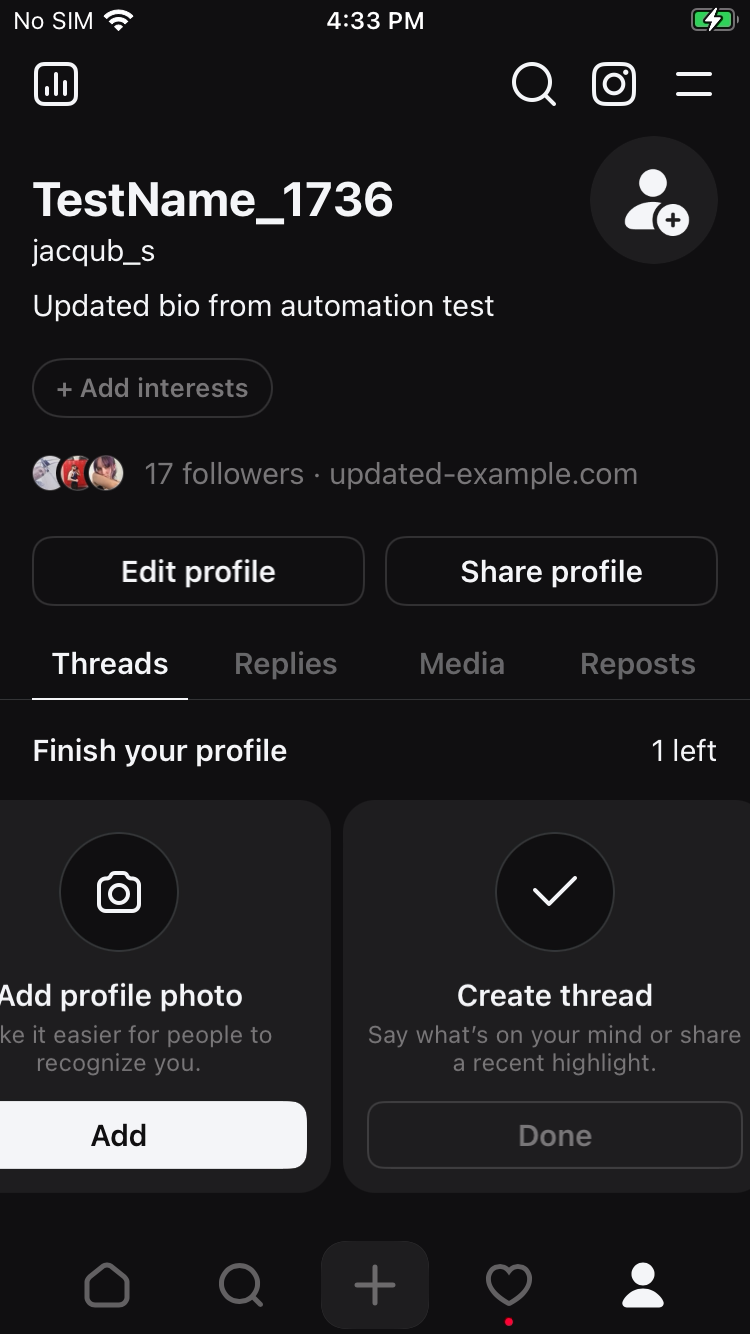 No SIM 4:33 PM
TestName_1736
jacqub_s
Updated bio from automation test
+ Add interests
17 followers · updated-example.com
Edit profile Share profile
Threads Replies Media Reposts
Finish your profile 1 left
Add profile photo Create thread
ke it easier for people to Say what’s on your mind or share
recognize you. a recent highlight.
Add Done